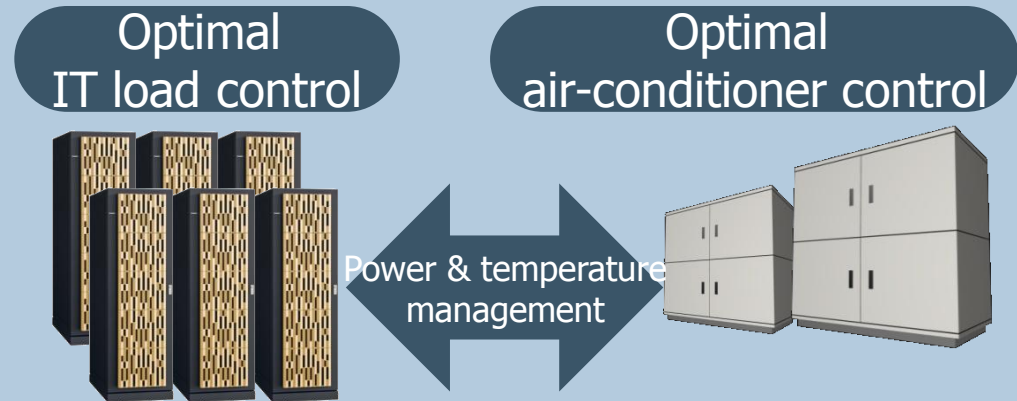 Optimal
IT load control
Optimal
air-conditioner control
Power & temperature
management